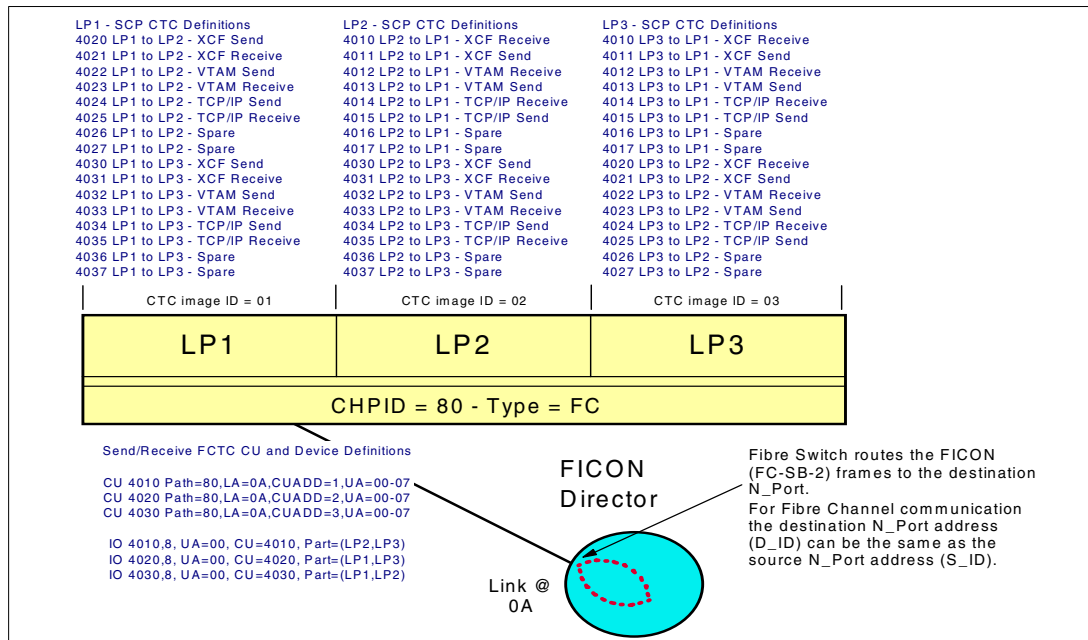 LP1 - SCP CTC Definitions
4020 LP1 to LP2 - XCF Send
4021 LP1 to LP2 - XCF Receive
4022 LP1 to LP2 - VTAM Send
4023 LP1 to LP2 - VTAM Receive
4024 LP1 to LP2 - TCP/IP Send
4025 LP1 to LP2 - TCP/IP Receive
4026 LP1 to LP2 - Spare
4027 LP1 to LP2 - Spare
4030 LP1 to LP3 - XCF Send
4031 LP1 to LP3 - XCF Receive
4032 LP1 to LP3 - VTAM Send
4033 LP1 to LP3 - VTAM Receive
4034 LP1 to LP3 - TCP/IP Send
4035 LP1 to LP3 - TCP/IP Receive
4036 LP1 to LP3 - Spare
4037 LP1 to LP3 - Spare
LP2 - SCP CTC Definitions
4010 LP2 to LP1 - XCF Receive
4011 LP2 to LP1 - XCF Send
4012 LP2 to LP1 - VTAM Receive
4013 LP2 to LP1 - VTAM Send
4014 LP2 to LP1 - TCP/IP Receive
4015 LP2 to LP1 - TCP/IP Send
4016 LP2 to LP1 - Spare
4017 LP2 to LP1 - Spare
4030 LP2 to LP3 - XCF Send
4031 LP2 to LP3 - XCF Receive
4032 LP2 to LP3 - VTAM Send
4033 LP2 to LP3 - VTAM Receive
4034 LP2 to LP3 - TCP/IP Send
4035 LP2 to LP3 - TCP/IP Receive
4036 LP2 to LP3 - Spare
4037 LP2 to LP3 - Spare
LP3 - SCP CTC Definitions
4010 LP3 to LP1 - XCF Receive
4011 LP3 to LP1 - XCF Send
4012 LP3 to LP1 - VTAM Receive
4013 LP3 to LP1 - VTAM Send
4014 LP3 to LP1 - TCP/IP Receive
4015 LP3 to LP1 - TCP/IP Send
4016 LP3 to LP1 - Spare
4017 LP3 to LP1 - Spare
4020 LP3 to LP2 - XCF Receive
4021 LP3 to LP2 - XCF Send
4022 LP3 to LP2 - VTAM Receive
4023 LP3 to LP2 - VTAM Send
4024 LP3 to LP2 - TCP/IP Receive
4025 LP3 to LP2 - TCP/IP Send
4026 LP3 to LP2 - Spare
4027 LP3 to LP2 - Spare
CTC image ID = 01
CTC image ID = 02
CTC image ID = 03
LP1
LP2
LP3
CHPID = 80 - Type = FC
Send/Receive FCTC CU and Device Definitions
CU 4010 Path=80,LA=0A,CUADD=1,UA=00-07
CU 4020 Path=80,LA=0A,CUADD=2,UA=00-07
CU 4030 Path=80,LA=0A,CUADD=3,UA=00-07
IO 4010,8, UA=00, CU=4010, Part=(LP2,LP3)
IO 4020,8, UA=00, CU=4020, Part=(LP1,LP3)
IO 4030,8, UA=00, CU=4030, Part=(LP1,LP2)
FICON
Director
Link @
0A
Fibre Switch routes the FICON
(FC-SB-2) frames to the destination
N_Port.
For Fibre Channel communication
the destination N_Port address
(D_ID) can be the same as the
source N_Port address (S_ID).